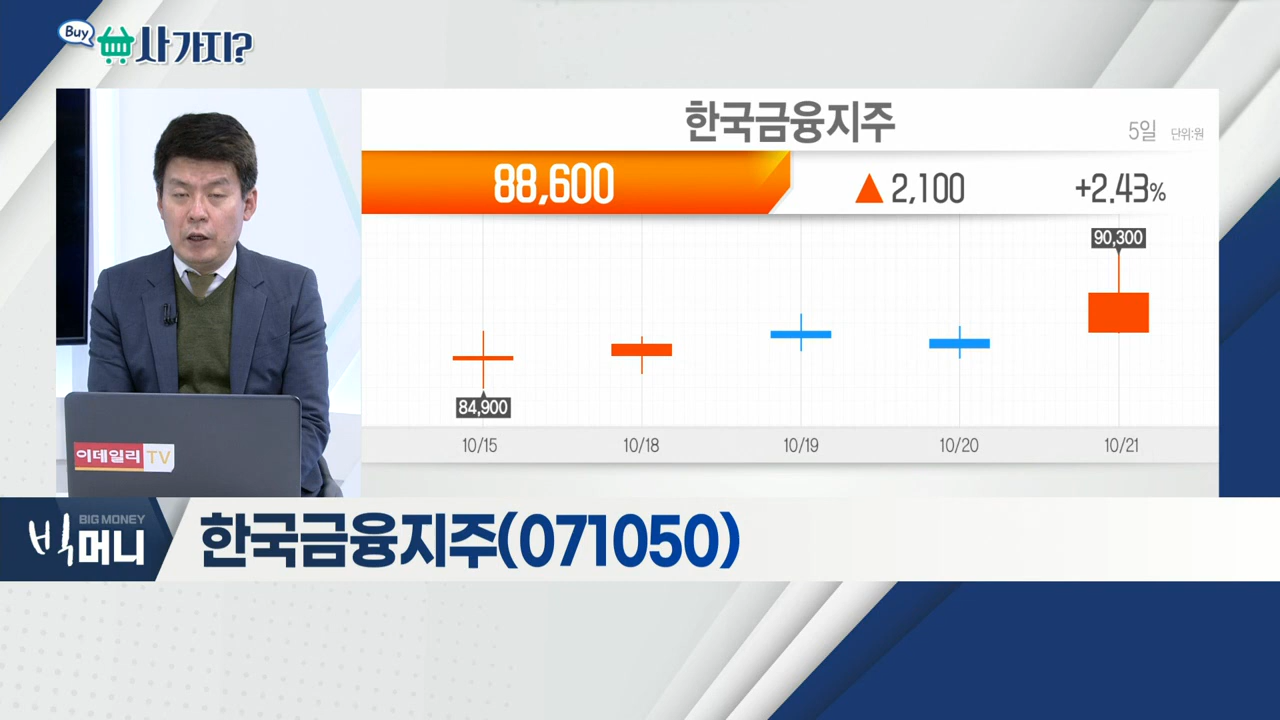 Buy
사가지?
한국금융지주
5일 단위:원
88,600 ▲2,100 +2.43%
90,300
84,900
10/15 10/18 10/19 10/20 10/21
이데일리TV
빅머니 BIG MONEY
한국금융지주(071050)